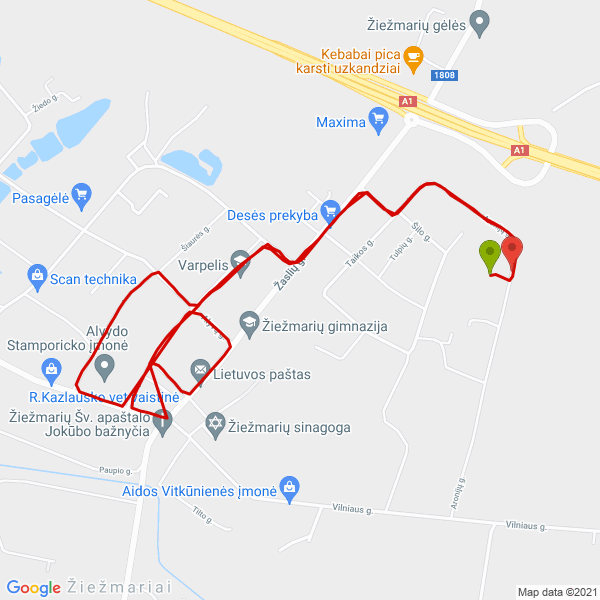 Žiežmarių gėlės
Kebabai pica
karsti uzkandziai
1808
A1
Maxima
A1
Žiedo g.
Pasagėlė
Desės prekyba
Šiaurės g.
Šilo g.
Taikos g.
Tulpių g.
Varpelis
Scan technika
Žaslių g.
Žiežmarių gimnazija
Alvydo
Stamporicko įmonė
Lietuvos paštas
R.Kazlausko vet vaistinė
Žiežmarių Šv. apaštalo
Jokūbo bažnyčia
Žiežmarių sinagoga
Paupio g.
Aidos Vitkūnienės įmonė
Aronijų g.
Vilniaus g.
Tilto g.
Vilniaus g.
Žiežmariai
Google
Map data ©2021